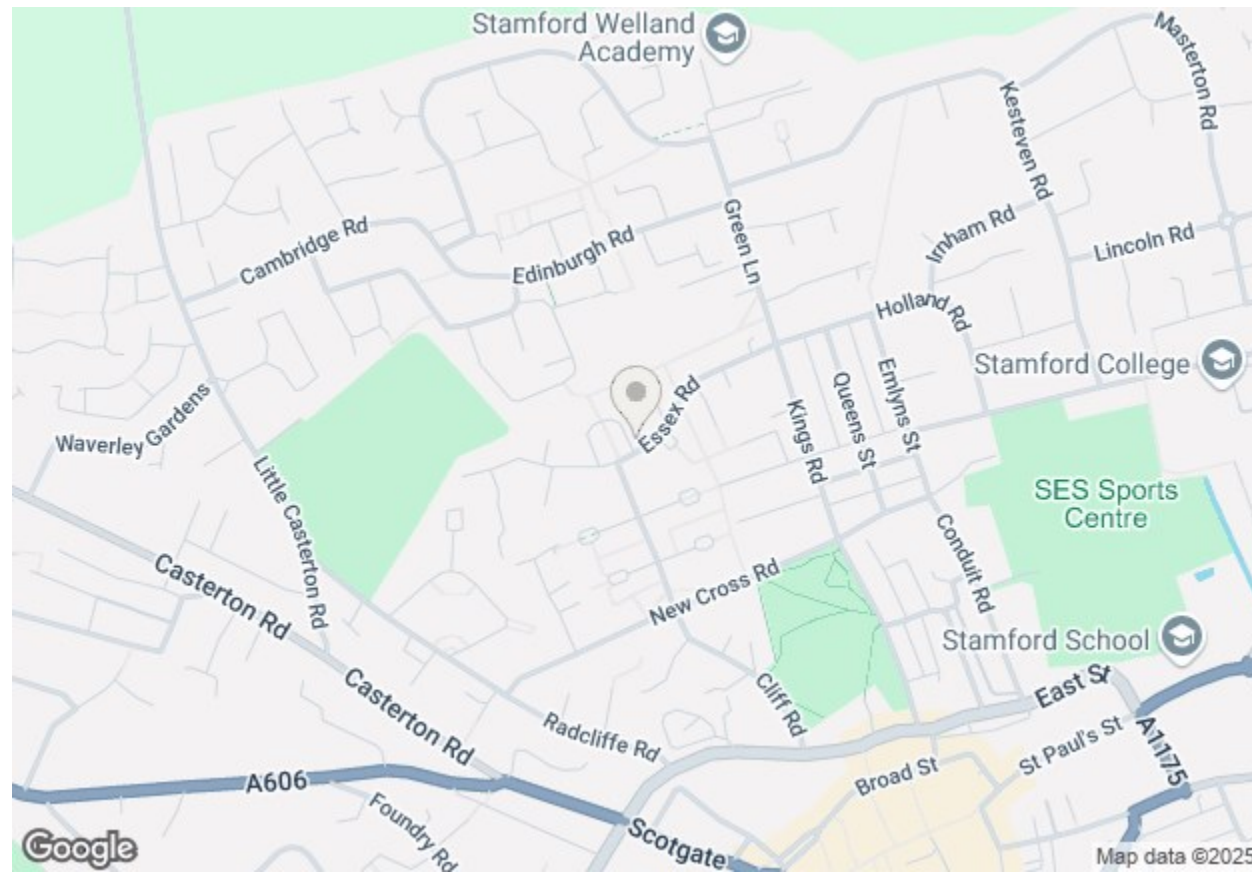 Stamford Welland
Academy
Masterton Rd
Kesteven Rd
Green Ln
Cambridge Rd
Edinburgh Rd
Irnham Rd
Lincoln Rd
Holland Rd
Stamford College
Waverley Gardens
Essex Rd
Kings Rd
Queens St
Emlyns St
Little Casterton Rd
SES Sports
Centre
Conduit Rd
Casterton Rd
New Cross Rd
Stamford School
Casterton Rd
Cliff Rd
East St
Radcliffe Rd
St Paul's St
A1175
Broad St
A606
Foundry Rd
Scotgate
Google
Map data ©2025